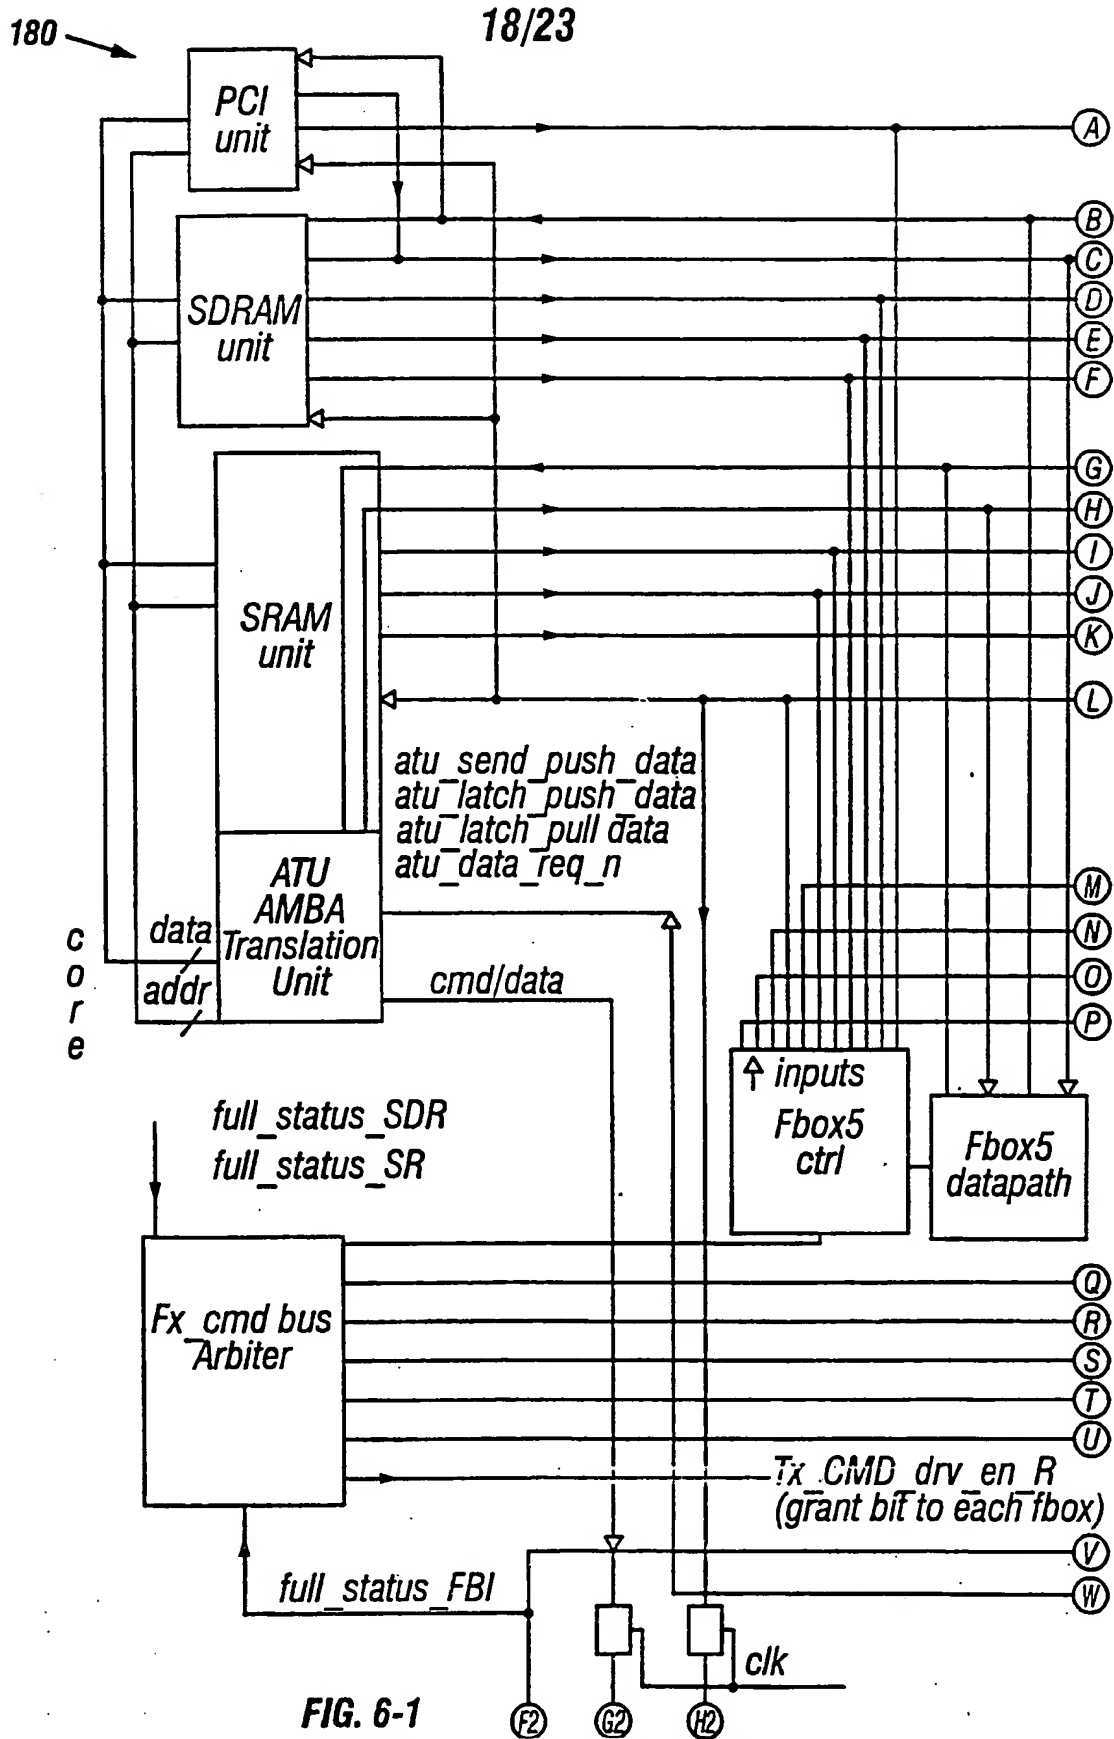 18/23
180
PCI
unit
A
B
C
SDRAM
unit
D
E
F
G
H
I
SRAM
unit
J
K
L
atu_send_push_data
atu_latch_push_data
atu_latch_pull data
atu_data_req_n
ATU
AMBA
Translation
Unit
core
data
addr
cmd/data
M
N
O
P
inputs
Fbox5
ctrl
Fbox5
datapath
full_status_SDR
full_status_SR
Fx_cmd bus
Arbiter
Q
R
S
T
U
Tx_CMD_drv_en_R
(grant bit to each fbox)
V
full_status_FBI
W
clk
FIG. 6-1
F2
G2
H2